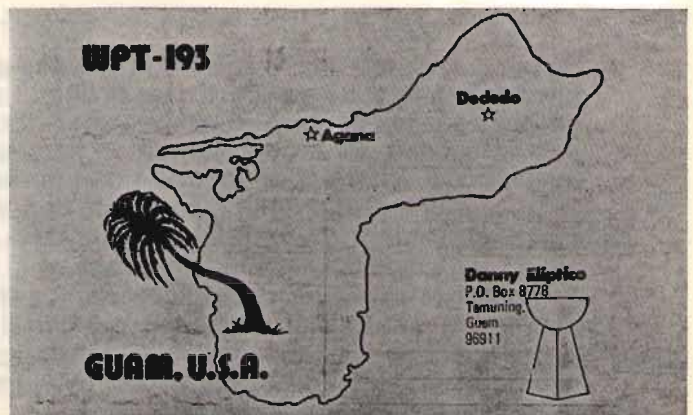 WPT-193
Dededo
Agana
Danny Eliptico
P.O. Box 8778
Tamuning,
Guam
96911
GUAM, U.S.A.